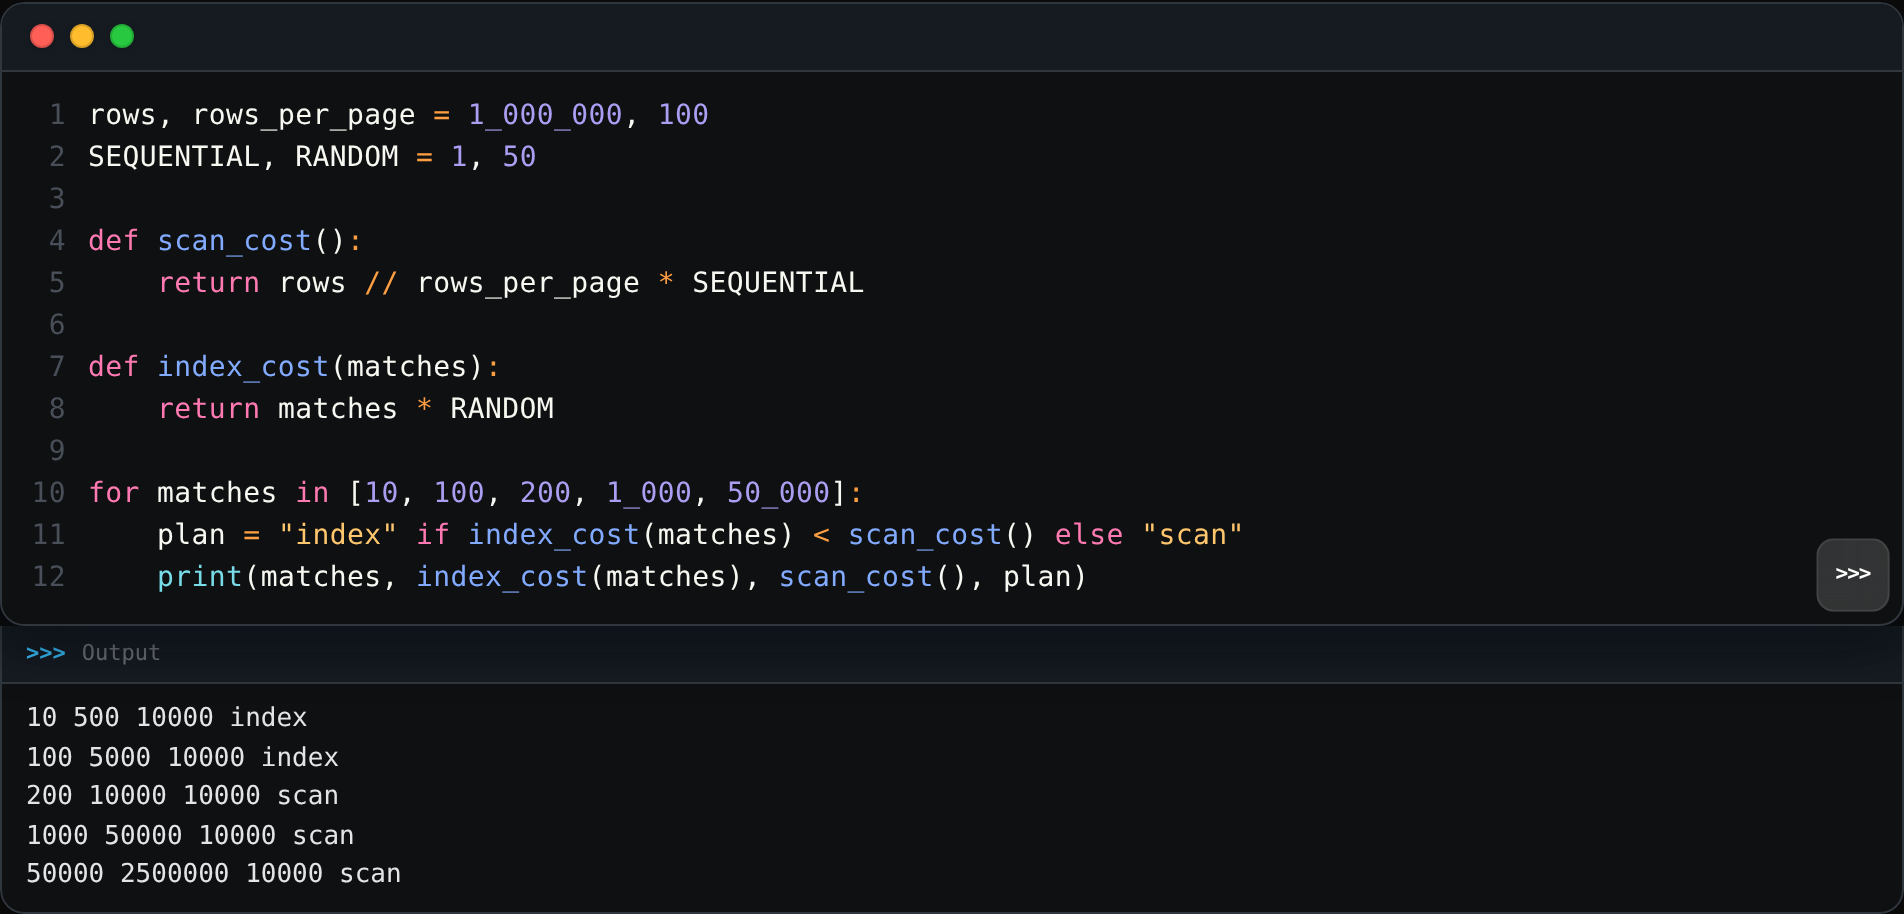 1 rows, rows_per_page = 1_000_000, 100
2 SEQUENTIAL, RANDOM = 1, 50
3
4 def scan_cost():
5     return rows // rows_per_page * SEQUENTIAL
6
7 def index_cost(matches):
8     return matches * RANDOM
9
10 for matches in [10, 100, 200, 1_000, 50_000]:
11     plan = "index" if index_cost(matches) < scan_cost() else "scan"
12     print(matches, index_cost(matches), scan_cost(), plan)
>>>
>>> Output
10 500 10000 index
100 5000 10000 index
200 10000 10000 scan
1000 50000 10000 scan
50000 2500000 10000 scan